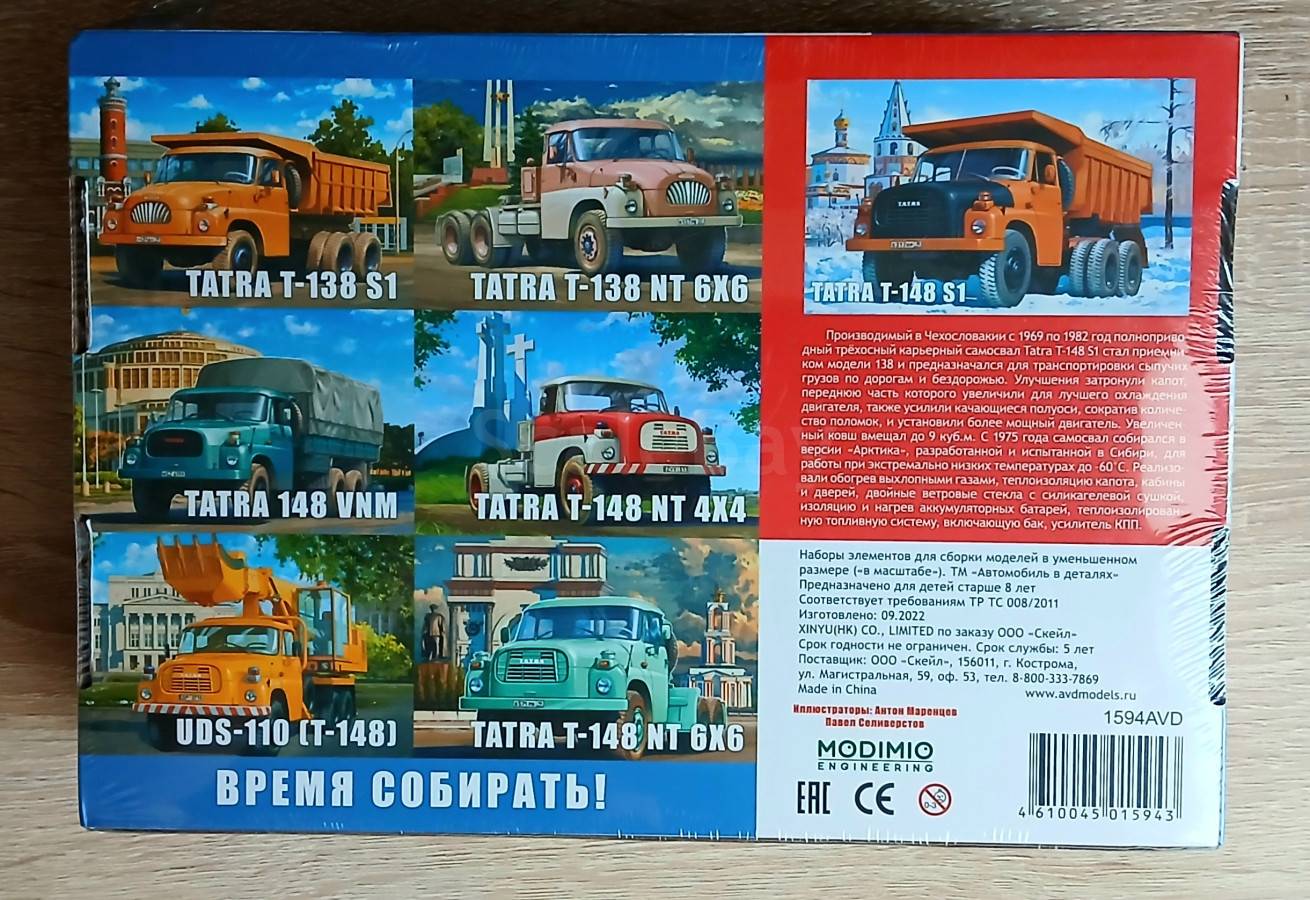 TATRA T-138 S1
TATRA T-138 NT 6X6
TATRA 148 VNM
TATRA T-148 NT 4X4
UDS-110 (T-148)
TATRA T-148 NT 6X6
ВРЕМЯ СОБИРАТЬ!
TATRA
TATRA T-148 S1
Производимый в Чехословакии с 1969 по 1982 год полноприво-
дный трёхосный карьерный самосвал Tatra T-148 S1 стал приемни-
ком модели 138 и предназначался для транспортировки сыпучих
грузов по дорогам и бездорожью. Улучшения затронули капот,
переднюю часть которого увеличили для лучшего охлаждения
двигателя, также усилили качающиеся полуоси, сократив количе-
ство поломок, и установили более мощный двигатель. Увеличен-
ный ковш вмещал до 9 куб.м. С 1975 года самосвал собирался в
версии «Арктика», разработанной и испытанной в Сибири, для
работы при экстремально низких температурах до -60°С. Реализо-
вали обогрев выхлопными газами, теплоизоляцию капота, кабины
и дверей, двойные ветровые стекла с силикагелевой сушкой,
изоляцию и нагрев аккумуляторных батарей, теплоизолирован-
ную топливную систему, включающую бак, усилитель КПП.
Наборы элементов для сборки моделей в уменьшенном
размере («в масштабе»). ТМ «Автомобиль в деталях»
Предназначено для детей старше 8 лет
Соответствует требованиям ТР ТС 008/2011
Изготовлено: 09.2022
XINYU(HK) CO., LIMITED по заказу ООО «Скейл»
Срок годности не ограничен. Срок службы: 5 лет
Поставщик: ООО «Скейл», 156011, г. Кострома,
ул. Магистральная, 59, оф. 53, тел. 8-800-333-7869
Made in China
www.avdmodels.ru
Иллюстраторы: Антон Маренцев
Павел Селиверстов
1594AVD
MODIMIO
ENGINEERING
EAC CE 0-3
4 610045 015943